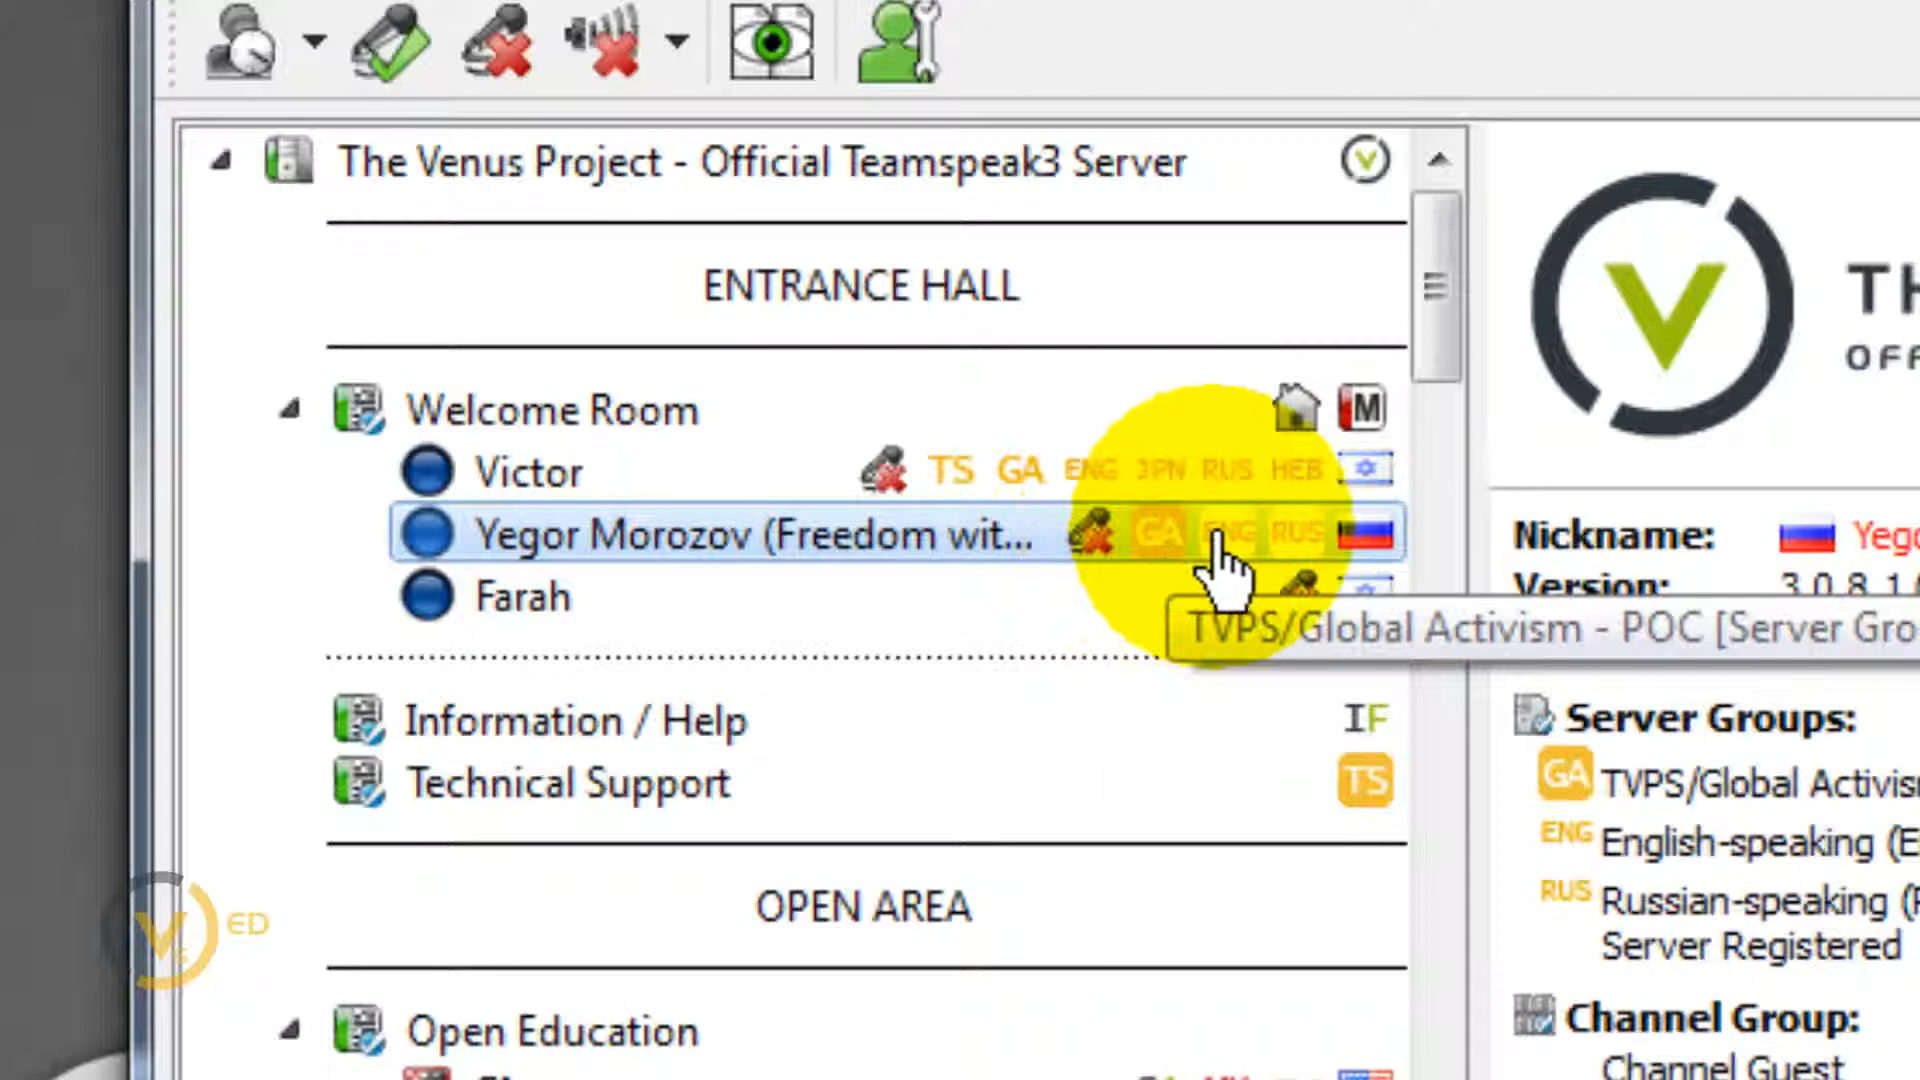 The Venus Project - Official Teamspeak3 Server
ENTRANCE HALL
Welcome Room
M
Victor
TS GA ENG JPN RUS HEB
Yegor Morozov (Freedom wit...
GA ENG RUS
Farah
TVPS/Global Activism - POC [Server Gro
Information / Help
IF
Technical Support
TS
OPEN AREA
Open Education
TH
OFF
Nickname: Yego
Version: 3.0.8.1
Server Groups:
GA TVPS/Global Activis
ENG English-speaking (E
RUS Russian-speaking (
Server Registered
Channel Group:
Channel Guest
V
ED